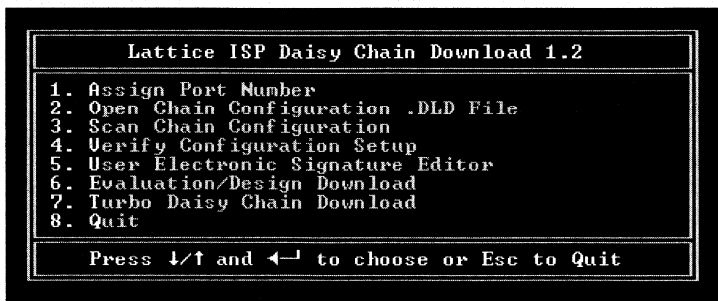 Lattice ISP Daisy Chain Download 1.2
1. Assign Port Number
2. Open Chain Configuration .DLD File
3. Scan Chain Configuration
4. Verify Configuration Setup
5. User Electronic Signature Editor
6. Evaluation/Design Download
7. Turbo Daisy Chain Download
8. Quit
Press ↓/↑ and ◄─┘ to choose or Esc to Quit